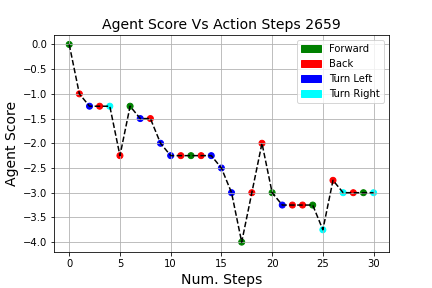 Agent Score Vs Action Steps 2659
Agent Score
0.0
−0.5
−1.0
−1.5
−2.0
−2.5
−3.0
−3.5
−4.0
Forward
Back
Turn Left
Turn Right
0 5 10 15 20 25 30
Num. Steps